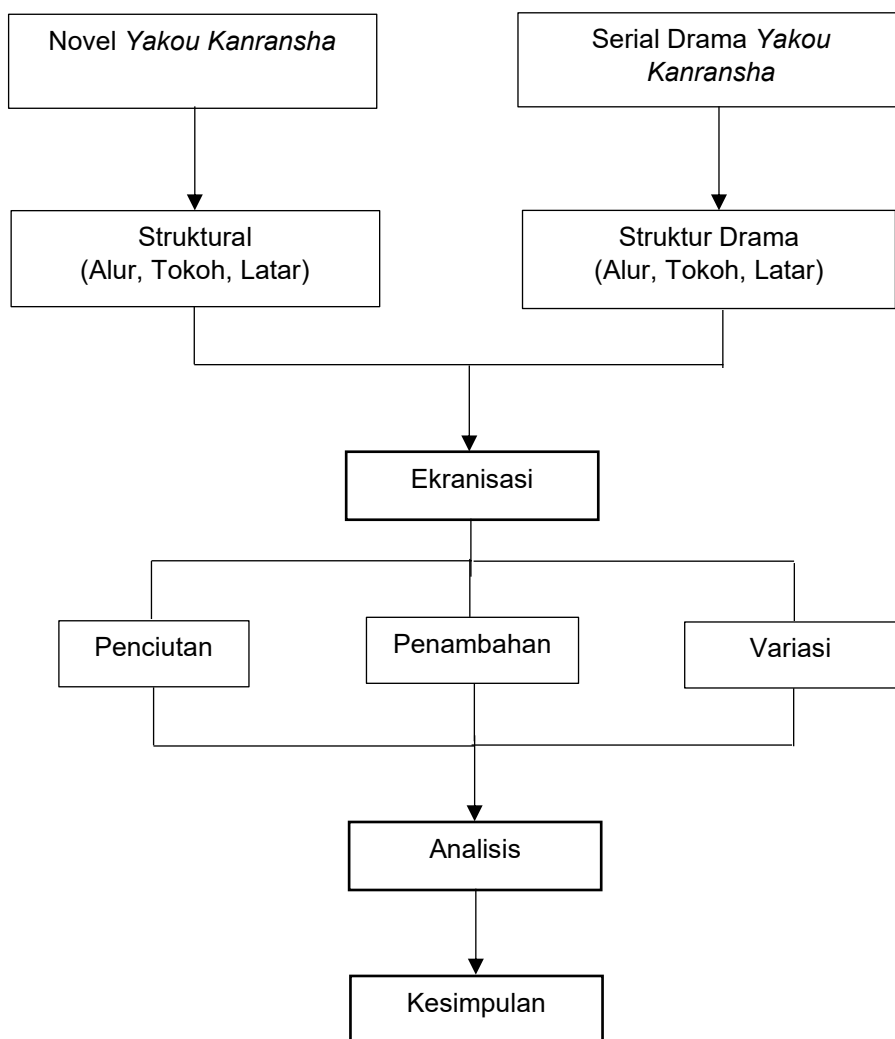 Novel Yakou Kanransha
Serial Drama Yakou
Kanransha
Struktural
(Alur, Tokoh, Latar)
Struktur Drama
(Alur, Tokoh, Latar)
Ekranisasi
Penciutan
Penambahan
Variasi
Analisis
Kesimpulan